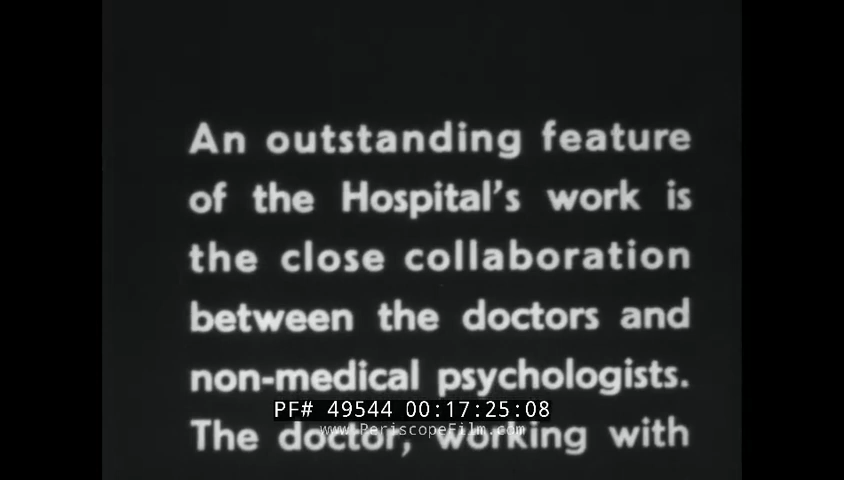 An outstanding feature
of the Hospital's work is
the close collaboration
between the doctors and
non-medical psychologists.
PF# 49544 00:17:25:08
www.PeriscopeFilm.com
The doctor, working with